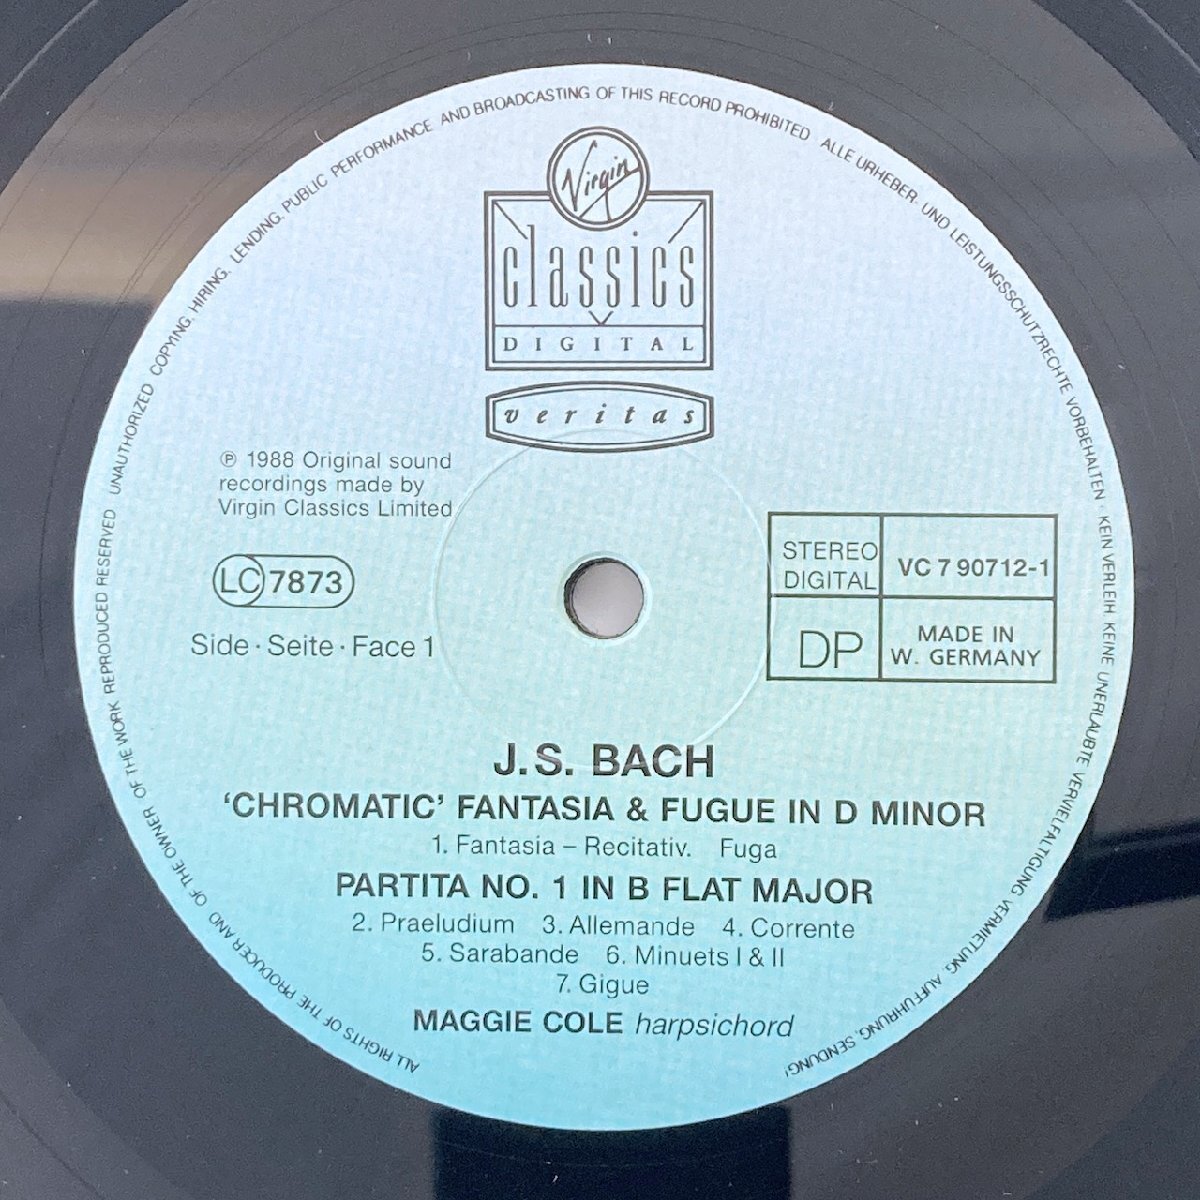 ALL RIGHTS OF THE PRODUCER AND OF THE OWNER OF THE WORK REPRODUCED RESERVED UNAUTHORIZED COPYING, HIRING, LENDING, PUBLIC PERFORMANCE AND BROADCASTING OF THIS RECORD PROHIBITED ALLE URHEBER- UND LEISTUNGSSCHUTZRECHTE VORBEHALTEN · KEIN VERLEIH KEINE UNERLAUBTE VERVIELFÄLTIGUNG VERMIETUNG, AUFFÜHRUNG, SENDUNG!
Virgin
classics
DIGITAL
veritas
℗ 1988 Original sound
recordings made by
Virgin Classics Limited
LC 7873
Side · Seite · Face 1
STEREO
DIGITAL
VC 7 90712-1
DP
MADE IN
W. GERMANY
J.S. BACH
‘CHROMATIC’ FANTASIA & FUGUE IN D MINOR
1. Fantasia – Recitativ. Fuga
PARTITA NO. 1 IN B FLAT MAJOR
2. Praeludium 3. Allemande 4. Corrente
5. Sarabande 6. Minuets I & II
7. Gigue
MAGGIE COLE harpsichord